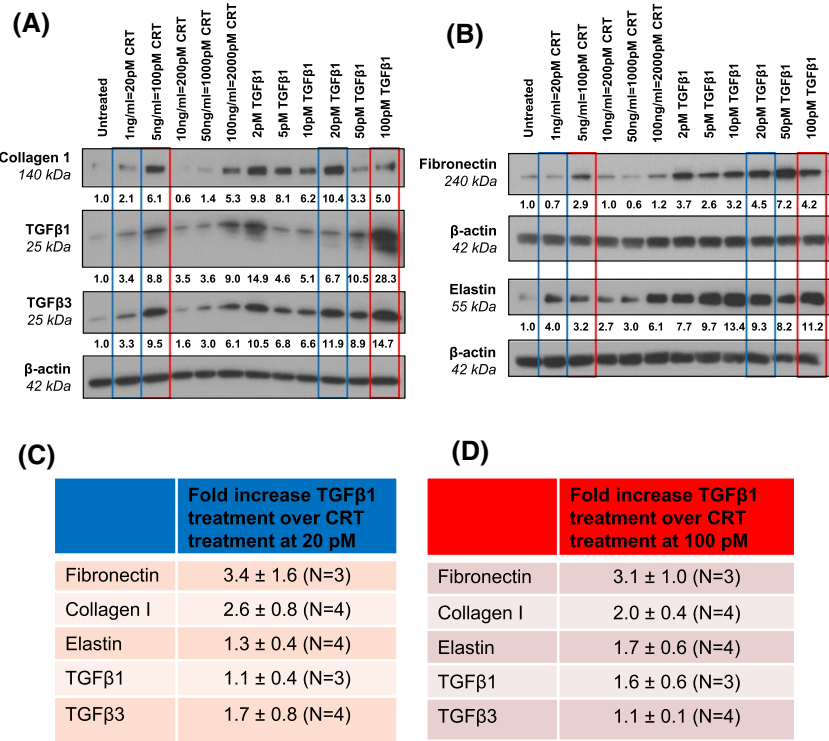 (A)
Untreated
1ng/ml=20pM CRT
5ng/ml=100pM CRT
10ng/ml=200pM CRT
50ng/ml=1000pM CRT
100ng/ml=2000pM CRT
2pM TGFβ1
5pM TGFβ1
10pM TGFβ1
20pM TGFβ1
50pM TGFβ1
100pM TGFβ1
Collagen 1
140 kDa
1.0 2.1 6.1 0.6 1.4 5.3 9.8 8.1 6.2 10.4 3.3 5.0
TGFβ1
25 kDa
1.0 3.4 8.8 3.5 3.6 9.0 14.9 4.6 5.1 6.7 10.5 28.3
TGFβ3
25 kDa
1.0 3.3 9.5 1.6 3.0 6.1 10.5 6.8 6.6 11.9 8.9 14.7
β-actin
42 kDa
(B)
Untreated
1ng/ml=20pM CRT
5ng/ml=100pM CRT
10ng/ml=200pM CRT
50ng/ml=1000pM CRT
100ng/ml=2000pM CRT
2pM TGFβ1
5pM TGFβ1
10pM TGFβ1
20pM TGFβ1
50pM TGFβ1
100pM TGFβ1
Fibronectin
240 kDa
1.0 0.7 2.9 1.0 0.6 1.2 3.7 2.6 3.2 4.5 7.2 4.2
β-actin
42 kDa
Elastin
55 kDa
1.0 4.0 3.2 2.7 3.0 6.1 7.7 9.7 13.4 9.3 8.2 11.2
β-actin
42 kDa
(C)
Fold increase TGFβ1
treatment over CRT
treatment at 20 pM
Fibronectin 3.4 ± 1.6 (N=3)
Collagen I 2.6 ± 0.8 (N=4)
Elastin 1.3 ± 0.4 (N=4)
TGFβ1 1.1 ± 0.4 (N=3)
TGFβ3 1.7 ± 0.8 (N=4)
(D)
Fold increase TGFβ1
treatment over CRT
treatment at 100 pM
Fibronectin 3.1 ± 1.0 (N=3)
Collagen I 2.0 ± 0.4 (N=4)
Elastin 1.7 ± 0.6 (N=4)
TGFβ1 1.6 ± 0.6 (N=3)
TGFβ3 1.1 ± 0.1 (N=4)